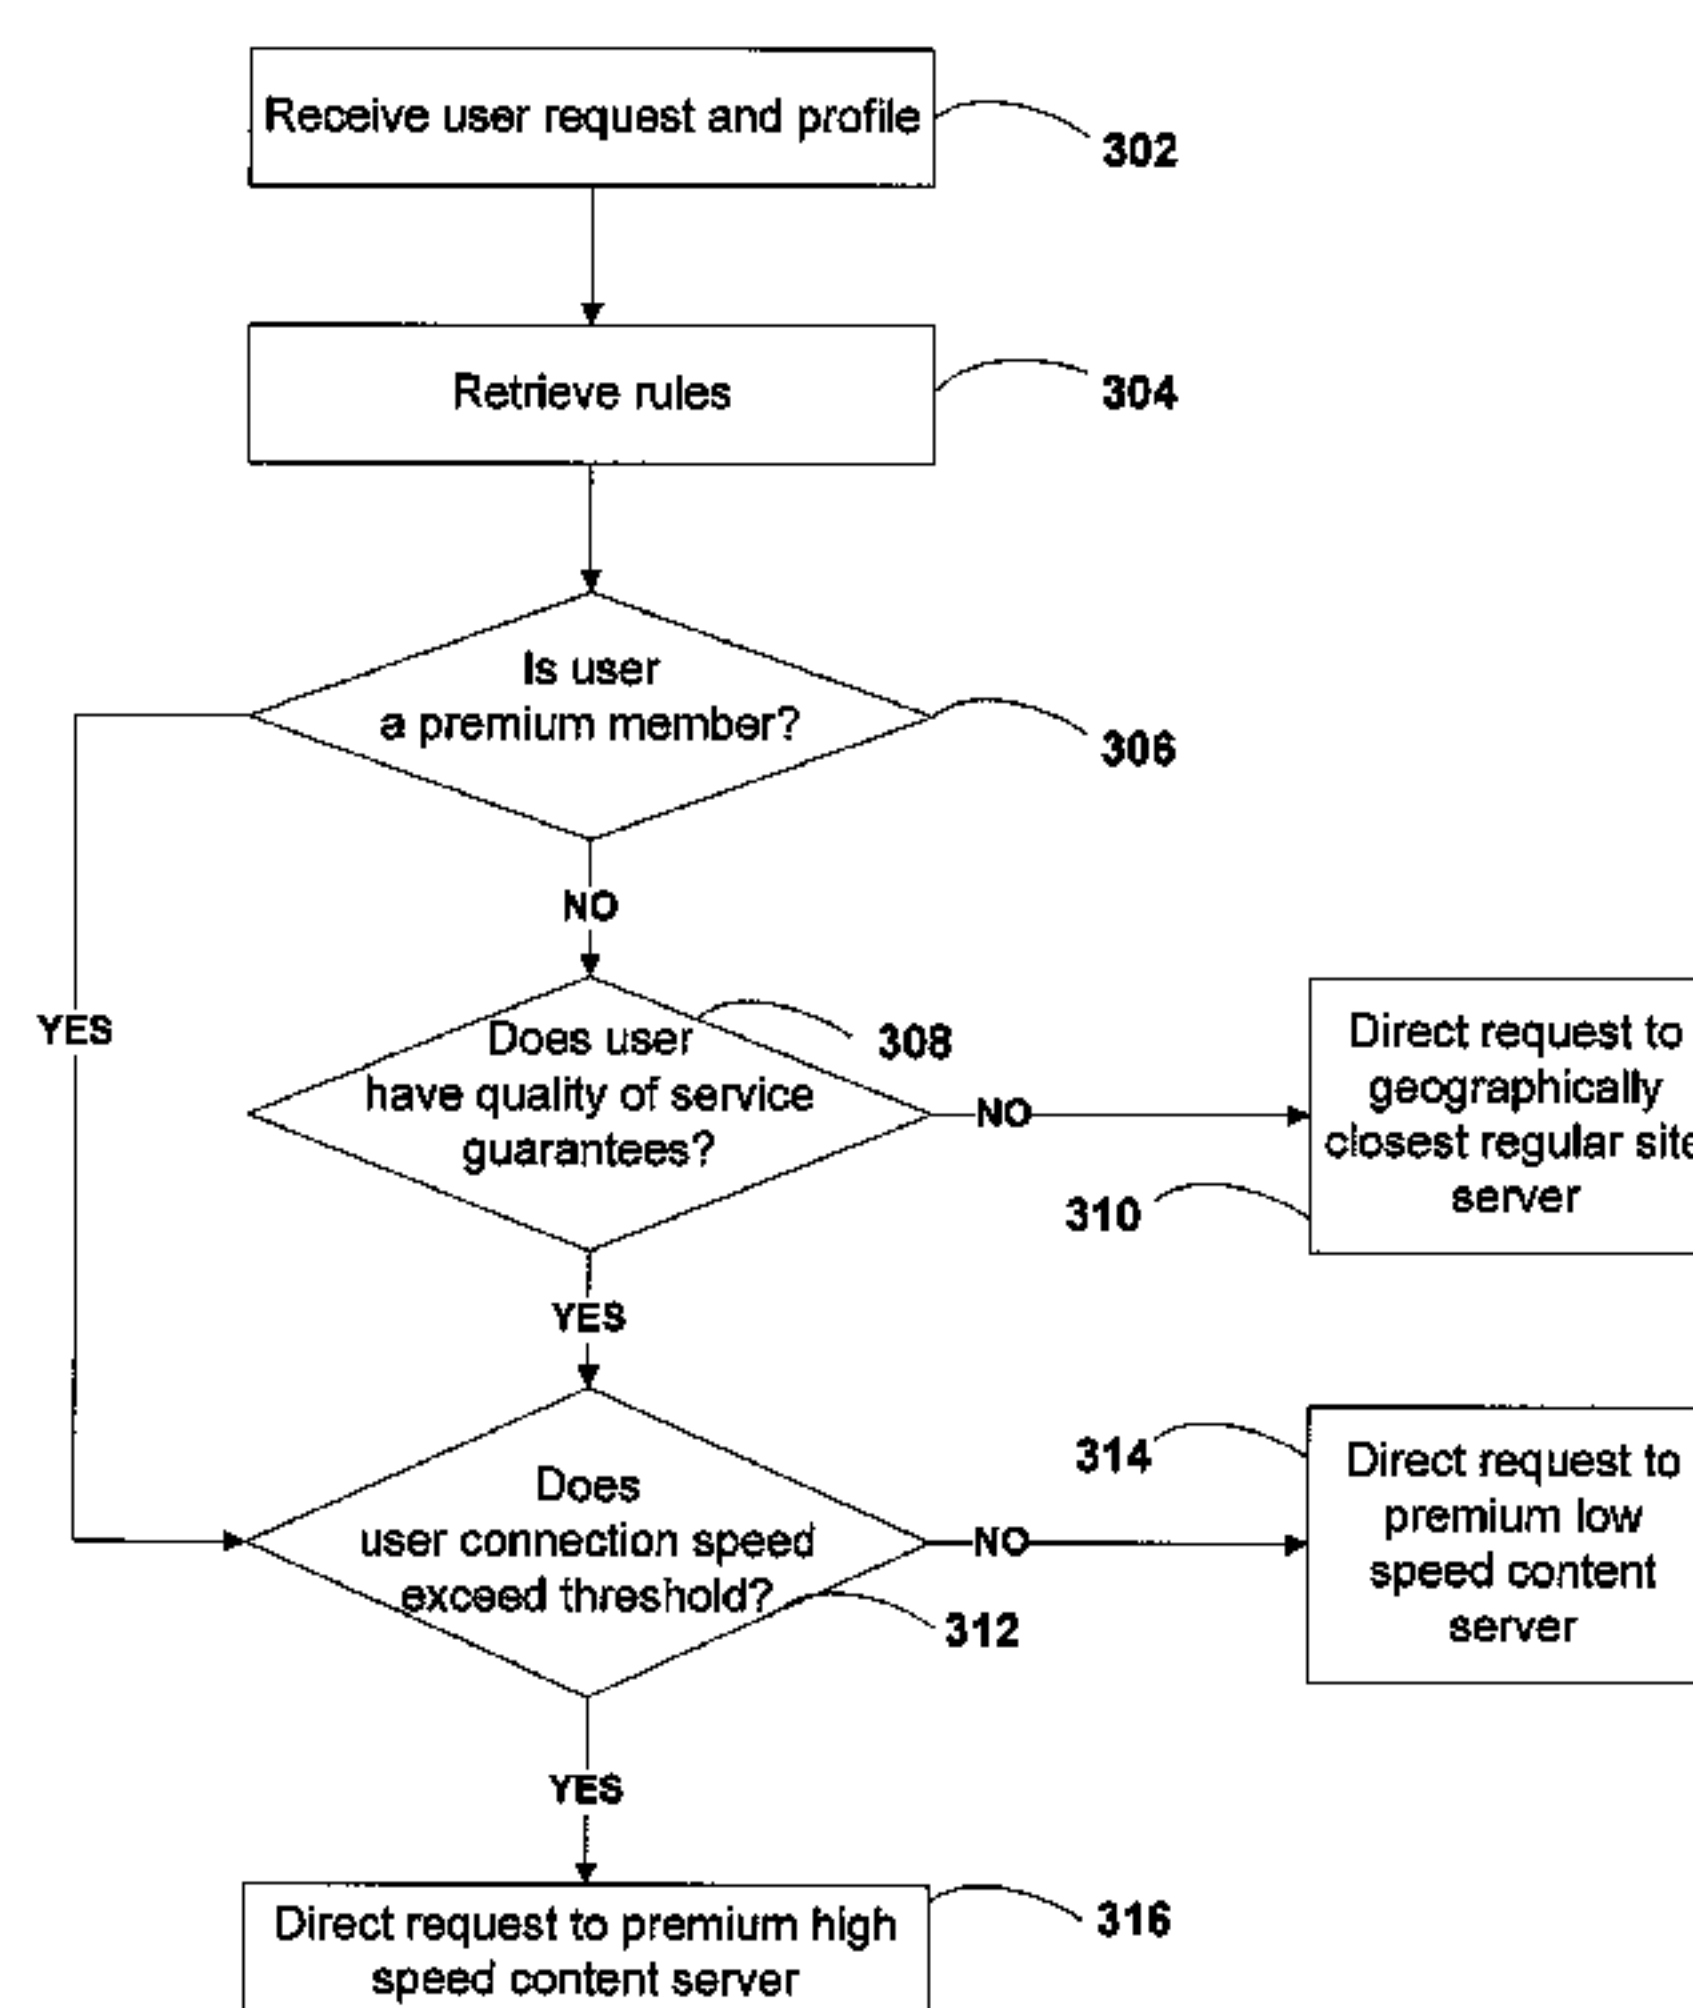 Receive user request and profile
302
Retrieve rules
304
Is user
a premium member?
306
NO
YES
Does user
have quality of service
guarantees?
308
NO
Direct request to
geographically
closest regular site
server
310
YES
Does
user connection speed
exceed threshold?
312
NO
314
Direct request to
premium low
speed content
server
YES
Direct request to premium high
speed content server
316